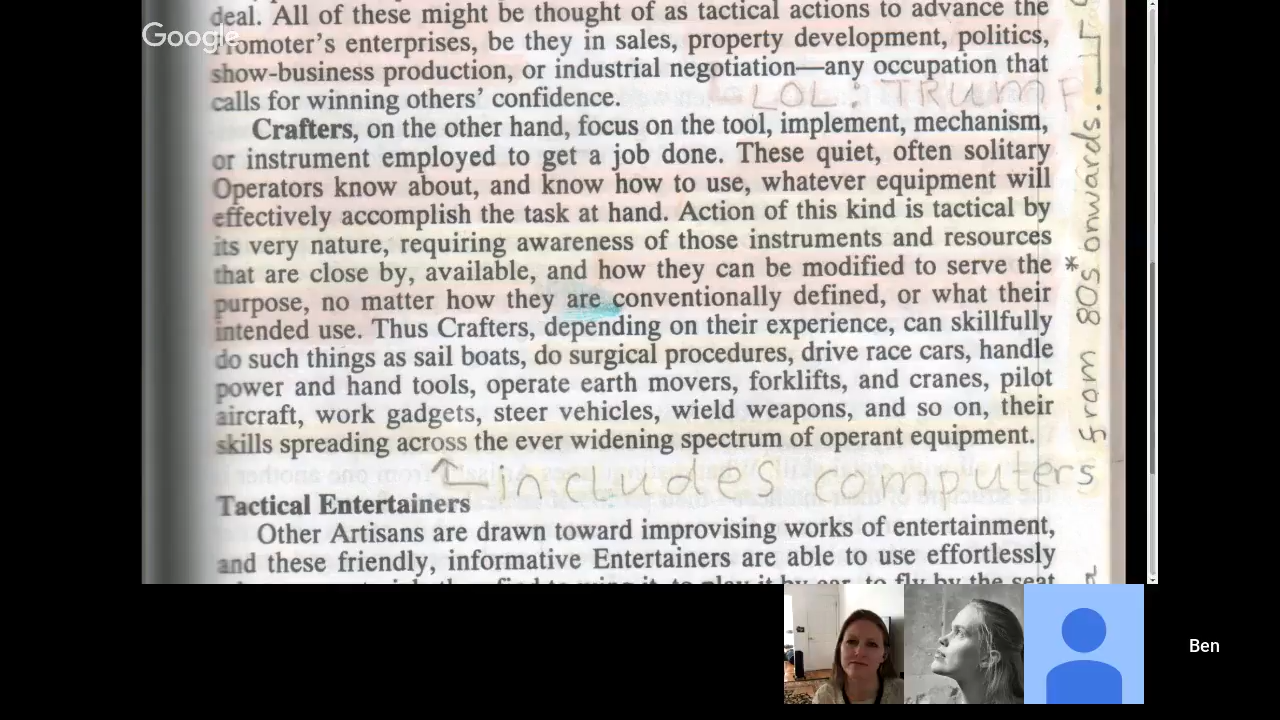 deal. All of these might be thought of as tactical actions to advance the
Google
Promoter's enterprises, be they in sales, property development, politics,
show-business production, or industrial negotiation—any occupation that
calls for winning others' confidence.
LOL: TRUMP
Crafters, on the other hand, focus on the tool, implement, mechanism,
or instrument employed to get a job done. These quiet, often solitary
Operators know about, and know how to use, whatever equipment will
effectively accomplish the task at hand. Action of this kind is tactical by
its very nature, requiring awareness of those instruments and resources
that are close by, available, and how they can be modified to serve the
purpose, no matter how they are conventionally defined, or what their
intended use. Thus Crafters, depending on their experience, can skillfully
do such things as sail boats, do surgical procedures, drive race cars, handle
power and hand tools, operate earth movers, forklifts, and cranes, pilot
aircraft, work gadgets, steer vehicles, wield weapons, and so on, their
skills spreading across the ever widening spectrum of operant equipment.
includes computers
* from 80s onwards.
Tactical Entertainers
Other Artisans are drawn toward improvising works of entertainment,
and these friendly, informative Entertainers are able to use effortlessly
Ben